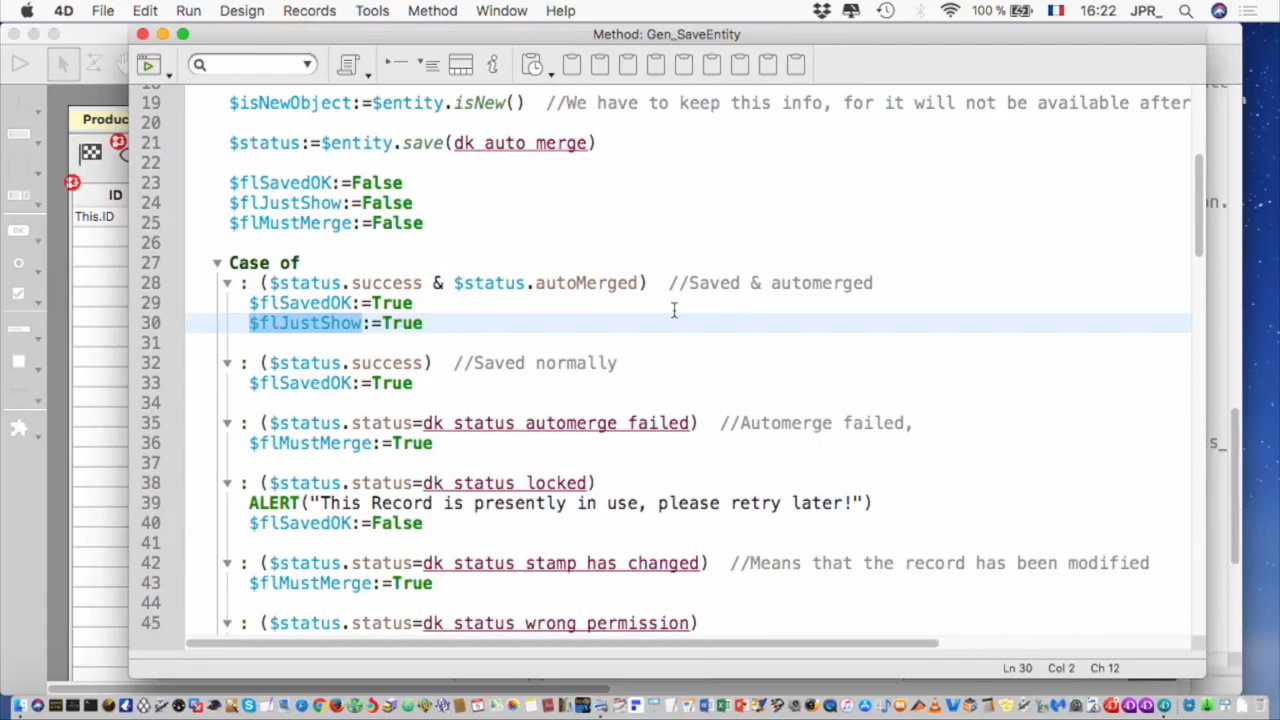 4D File Edit Run Design Records Tools Method Window Help 100 % 16:22 JPR_
Method: Gen_SaveEntity
Produc
ID
This.ID
19 $isNewObject:=$entity.isNew() //We have to keep this info, for it will not be available after
20
21 $status:=$entity.save(dk auto merge)
22
23 $flSavedOK:=False
24 $flJustShow:=False
25 $flMustMerge:=False
26
27 Case of
28 : ($status.success & $status.autoMerged) //Saved & automerged
29 $flSavedOK:=True
30 $flJustShow:=True
31
32 : ($status.success) //Saved normally
33 $flSavedOK:=True
34
35 : ($status.status=dk status automerge failed) //Automerge failed,
36 $flMustMerge:=True
37
38 : ($status.status=dk status locked)
39 ALERT("This Record is presently in use, please retry later!")
40 $flSavedOK:=False
41
42 : ($status.status=dk status stamp has changed) //Means that the record has been modified
43 $flMustMerge:=True
44
45 : ($status.status=dk status wrong permission)
Ln 30 Col 2 Ch 12